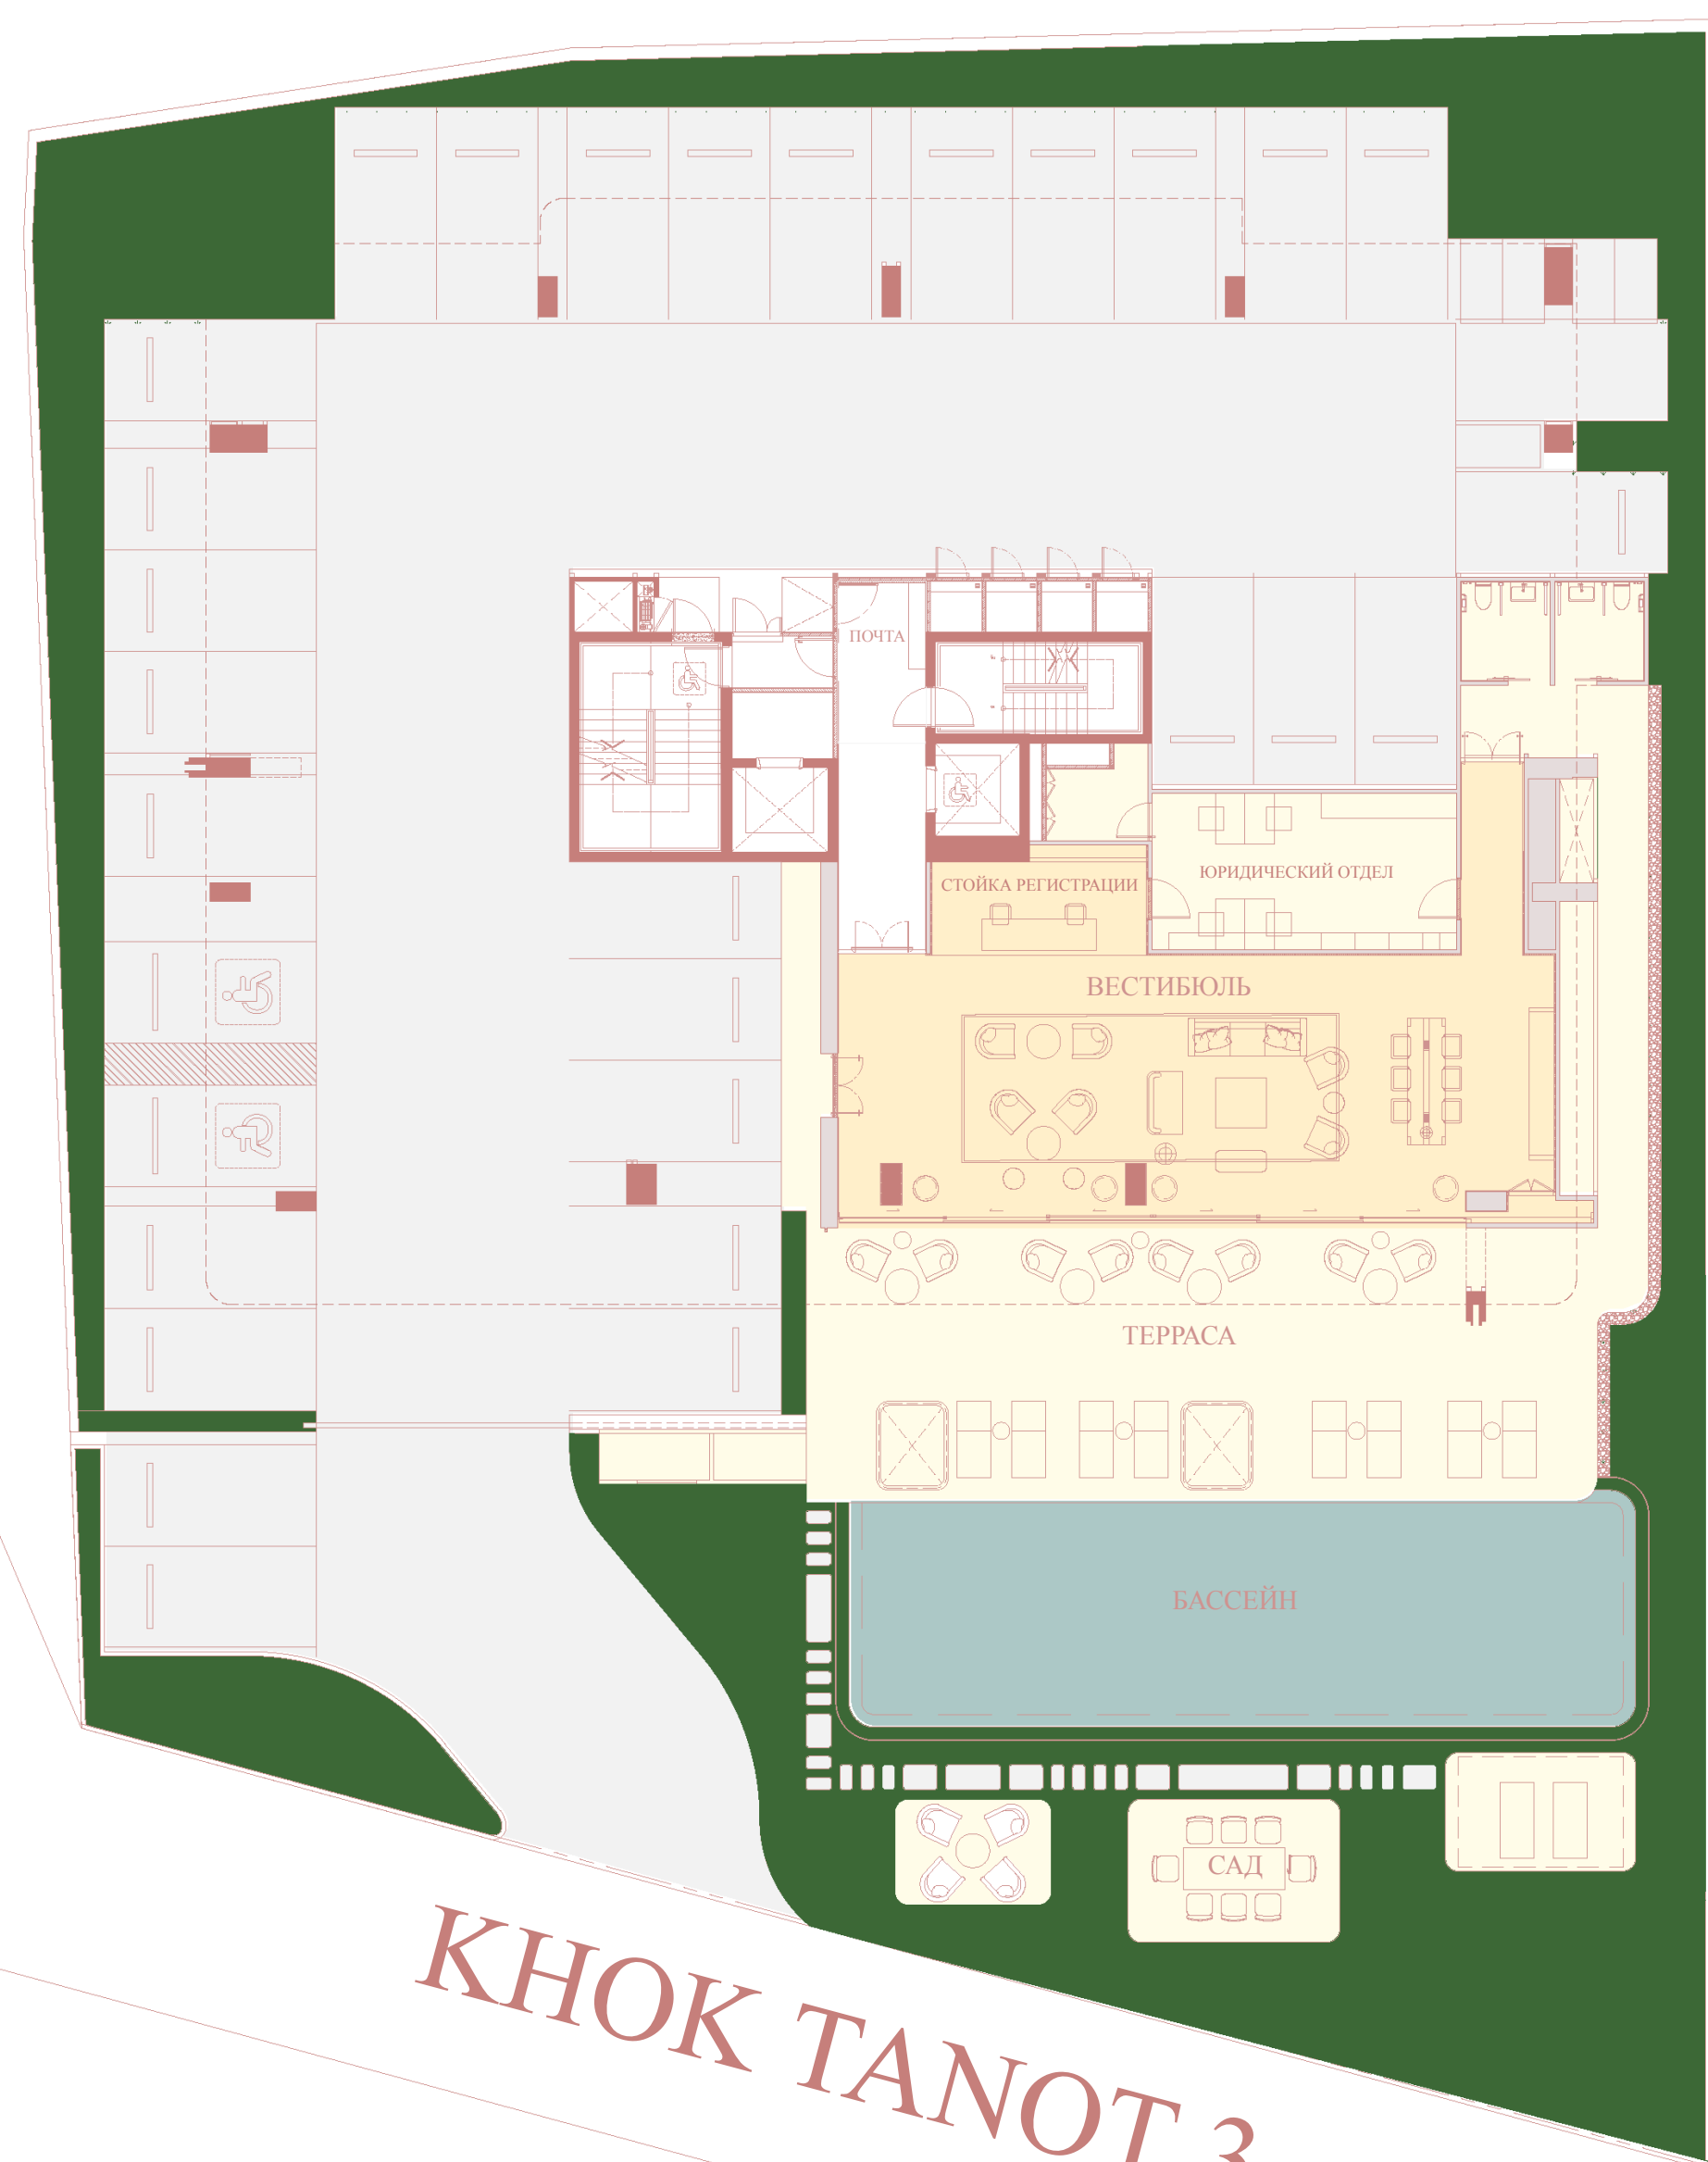 ПОЧТА
ЮРИДИЧЕСКИЙ ОТДЕЛ
СТОЙКА РЕГИСТРАЦИИ
ВЕСТИБЮЛЬ
ТЕРРАСА
БАССЕЙН
САД
KHOK TANOT 3